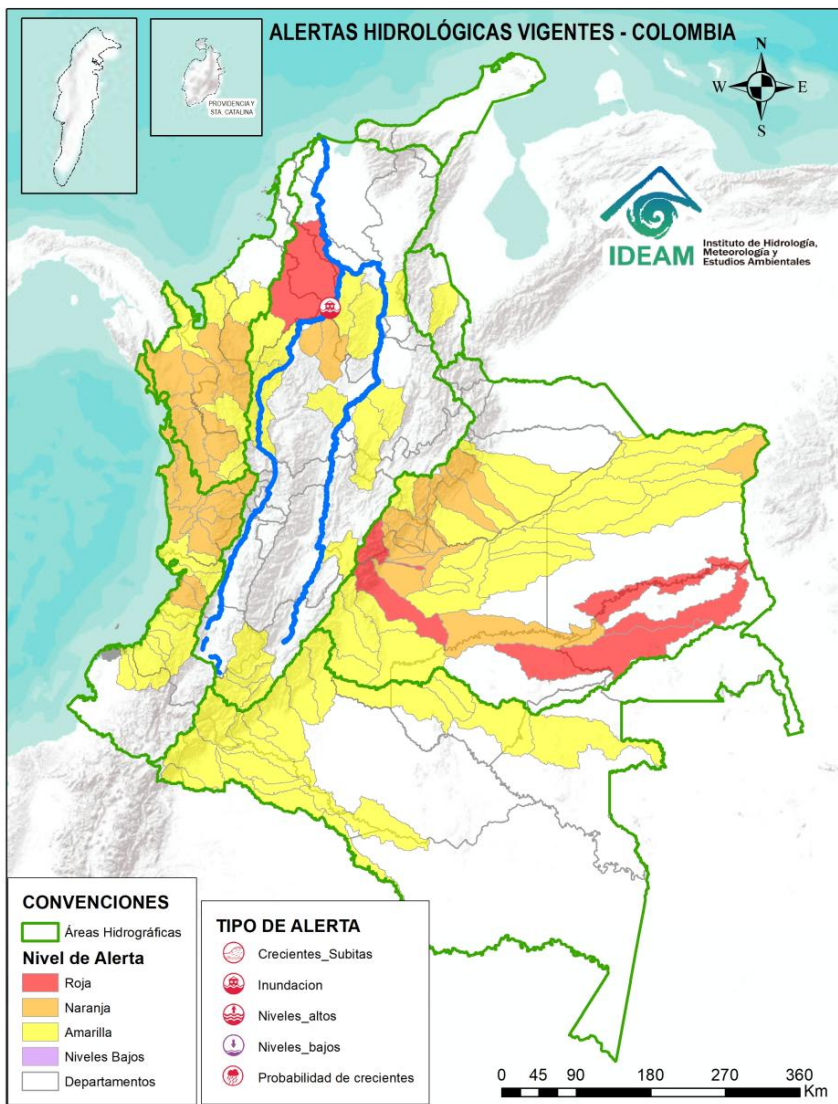 ALERTAS HIDROLÓGICAS VIGENTES - COLOMBIA
PROVIDENCIA Y
STA. CATALINA
N
W
E
S
IDEAM
Instituto de Hidrología,
Meteorología y
Estudios Ambientales
CONVENCIONES
Áreas Hidrográficas
Nivel de Alerta
Roja
Naranja
Amarilla
Niveles Bajos
Departamentos
TIPO DE ALERTA
Crecientes_Subitas
Inundacion
Niveles_altos
Niveles_bajos
Probabilidad de crecientes
0 45 90 180 270 360
Km